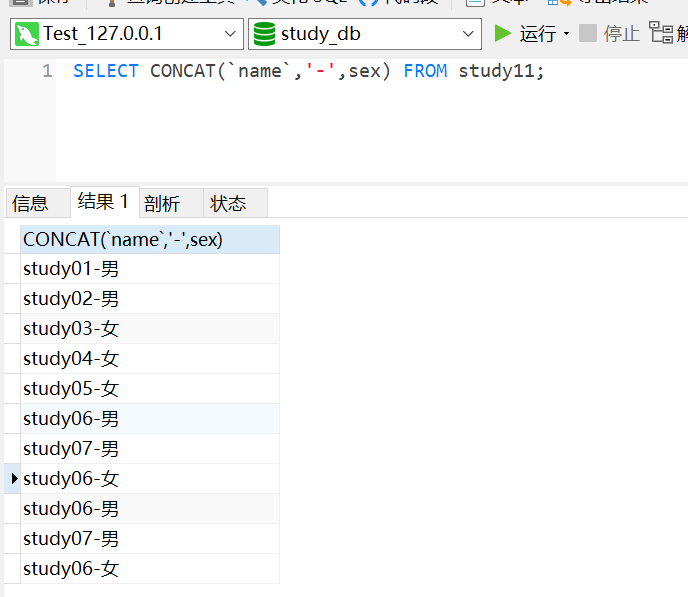 Test_127.0.0.1 study_db 运行 停止
1 SELECT CONCAT(`name`,'-',sex) FROM study11;
信息 结果 1 剖析 状态
CONCAT(`name`,'-',sex)
study01-男
study02-男
study03-女
study04-女
study05-女
study06-男
study07-男
study06-女
study06-男
study07-男
study06-女